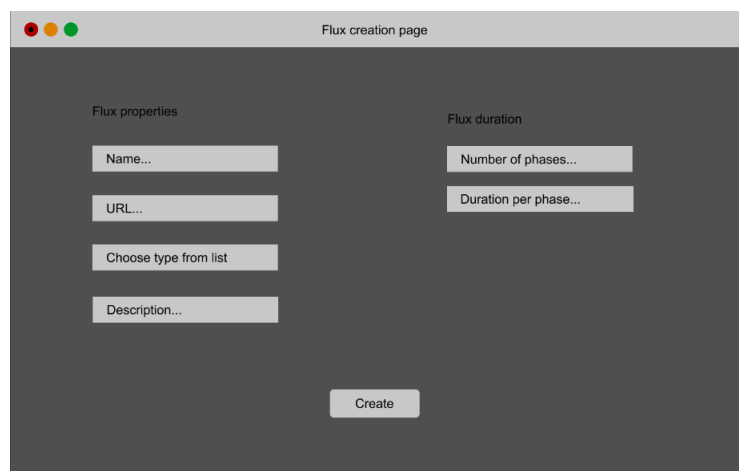 Flux creation page
Flux properties
Name...
URL...
Choose type from list
Description...
Flux duration
Number of phases...
Duration per phase...
Create